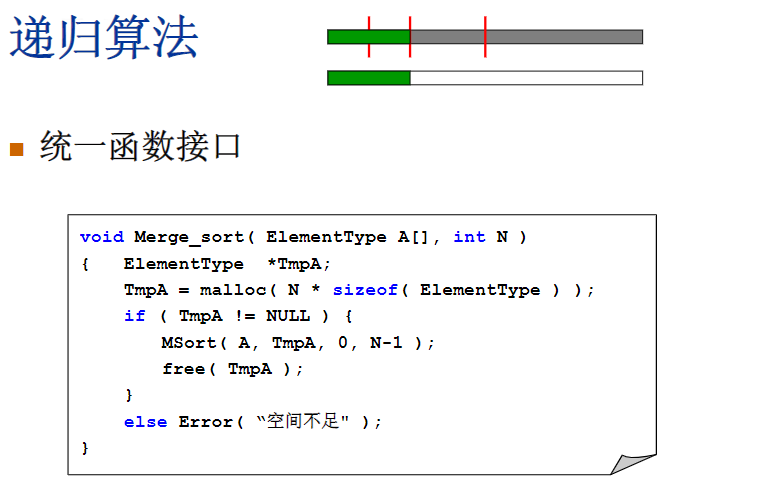 递归算法
统一函数接口
void Merge_sort( ElementType A[], int N )
{   ElementType  *TmpA;
    TmpA = malloc( N * sizeof( ElementType ) );
    if ( TmpA != NULL ) {
        MSort( A, TmpA, 0, N-1 );
        free( TmpA );
    }
    else Error( “空间不足" );
}